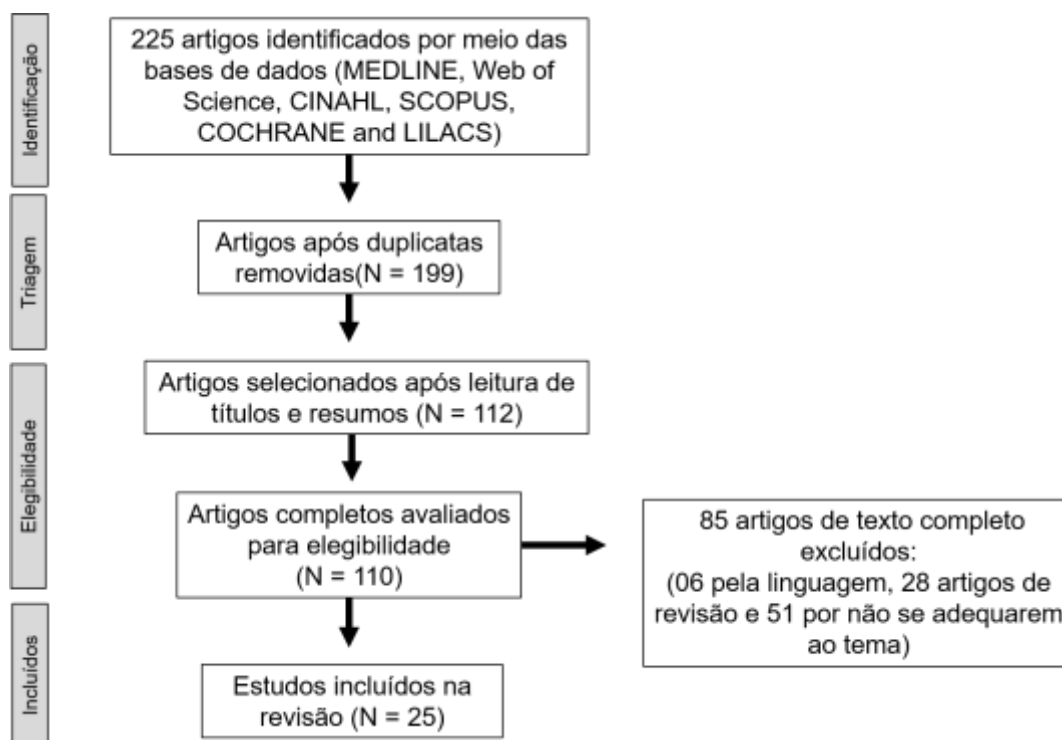 Identificação
225 artigos identificados por meio das
bases de dados (MEDLINE, Web of
Science, CINAHL, SCOPUS,
COCHRANE and LILACS)
Triagem
Artigos após duplicatas
removidas(N = 199)
Elegibilidade
Artigos selecionados após leitura de
títulos e resumos (N = 112)
Artigos completos avaliados
para elegibilidade
(N = 110)
85 artigos de texto completo
excluídos:
(06 pela linguagem, 28 artigos de
revisão e 51 por não se adequarem
ao tema)
Incluídos
Estudos incluídos na
revisão (N = 25)